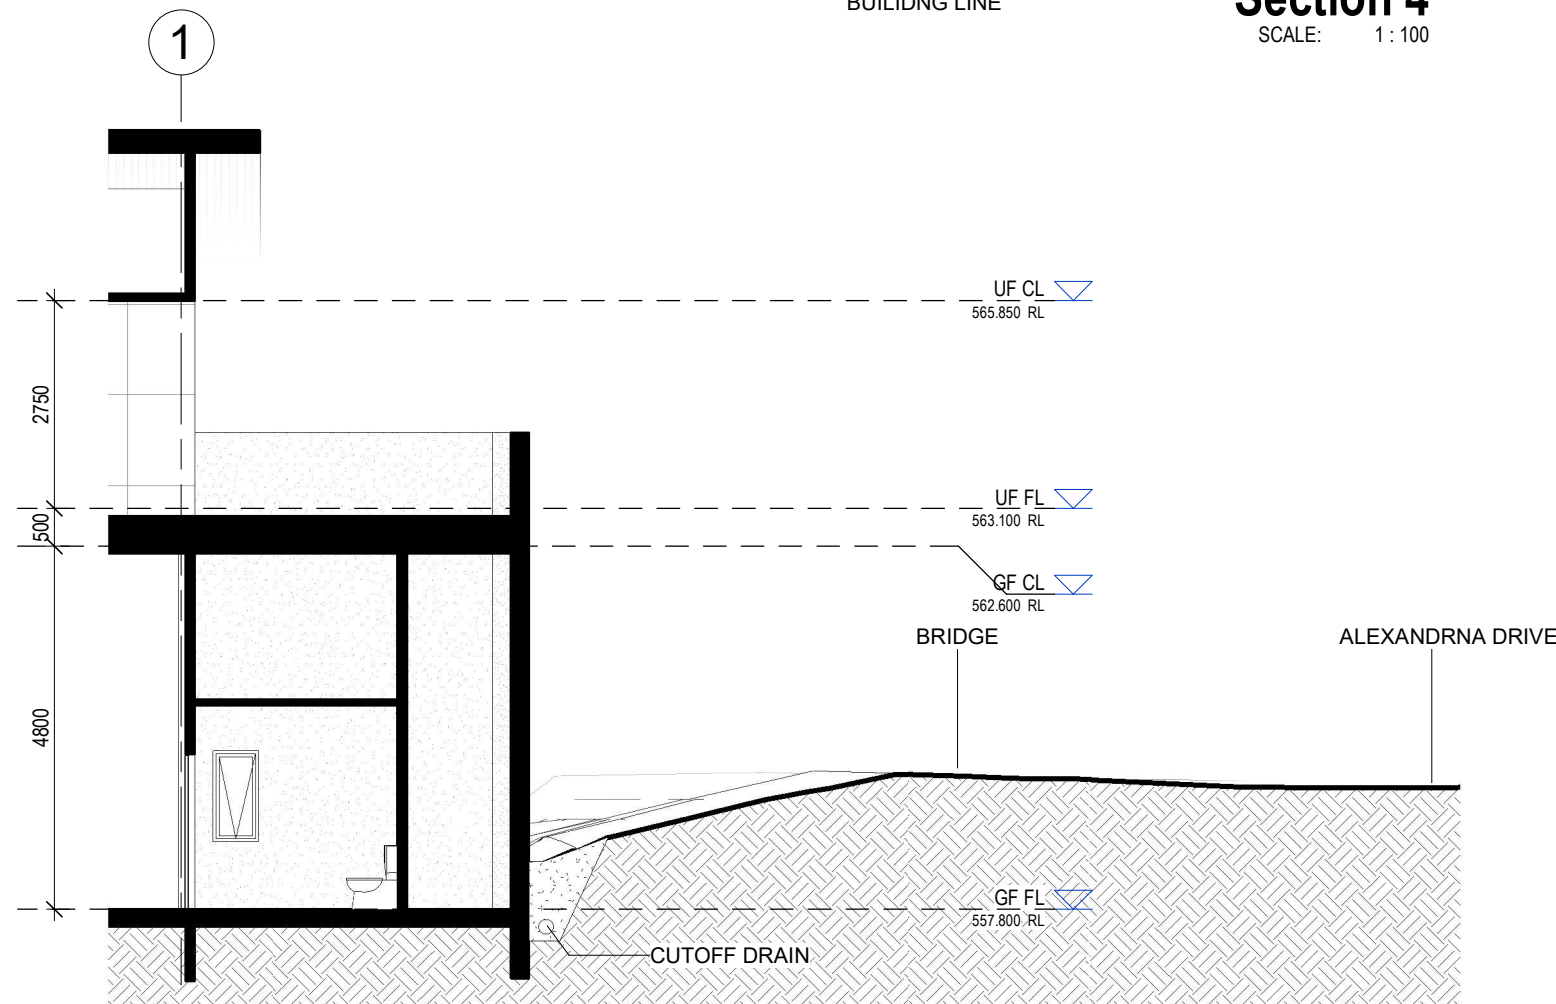 BUILIDNG LINE
Section 4
SCALE: 1 : 100
1
UF CL
565.850 RL
2750
UF FL
563.100 RL
500
GF CL
562.600 RL
BRIDGE
ALEXANDRNA DRIVE
4800
GF FL
557.800 RL
CUTOFF DRAIN